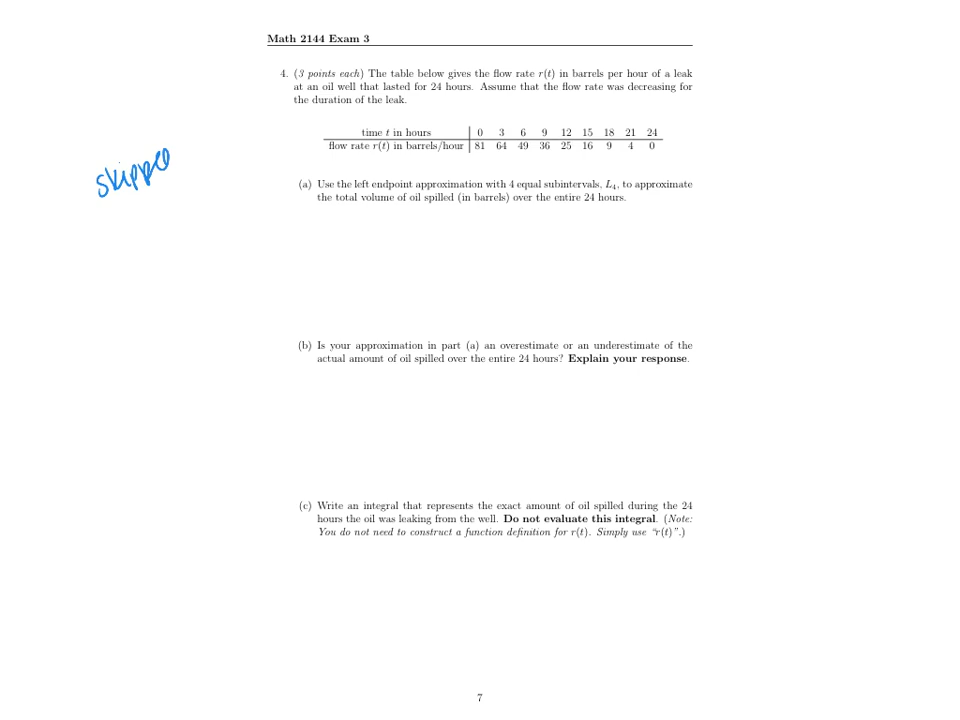 Math 2144 Exam 3
4. (3 points each) The table below gives the flow rate r(t) in barrels per hour of a leak
at an oil well that lasted for 24 hours. Assume that the flow rate was decreasing for
the duration of the leak.
time t in hours 0 3 6 9 12 15 18 21 24
flow rate r(t) in barrels/hour 81 64 49 36 25 16 9 4 0
skipped
(a) Use the left endpoint approximation with 4 equal subintervals, L₄, to approximate
the total volume of oil spilled (in barrels) over the entire 24 hours.
(b) Is your approximation in part (a) an overestimate or an underestimate of the
actual amount of oil spilled over the entire 24 hours? Explain your response.
(c) Write an integral that represents the exact amount of oil spilled during the 24
hours the oil was leaking from the well. Do not evaluate this integral. (Note:
You do not need to construct a function definition for r(t). Simply use “r(t)”.)
7